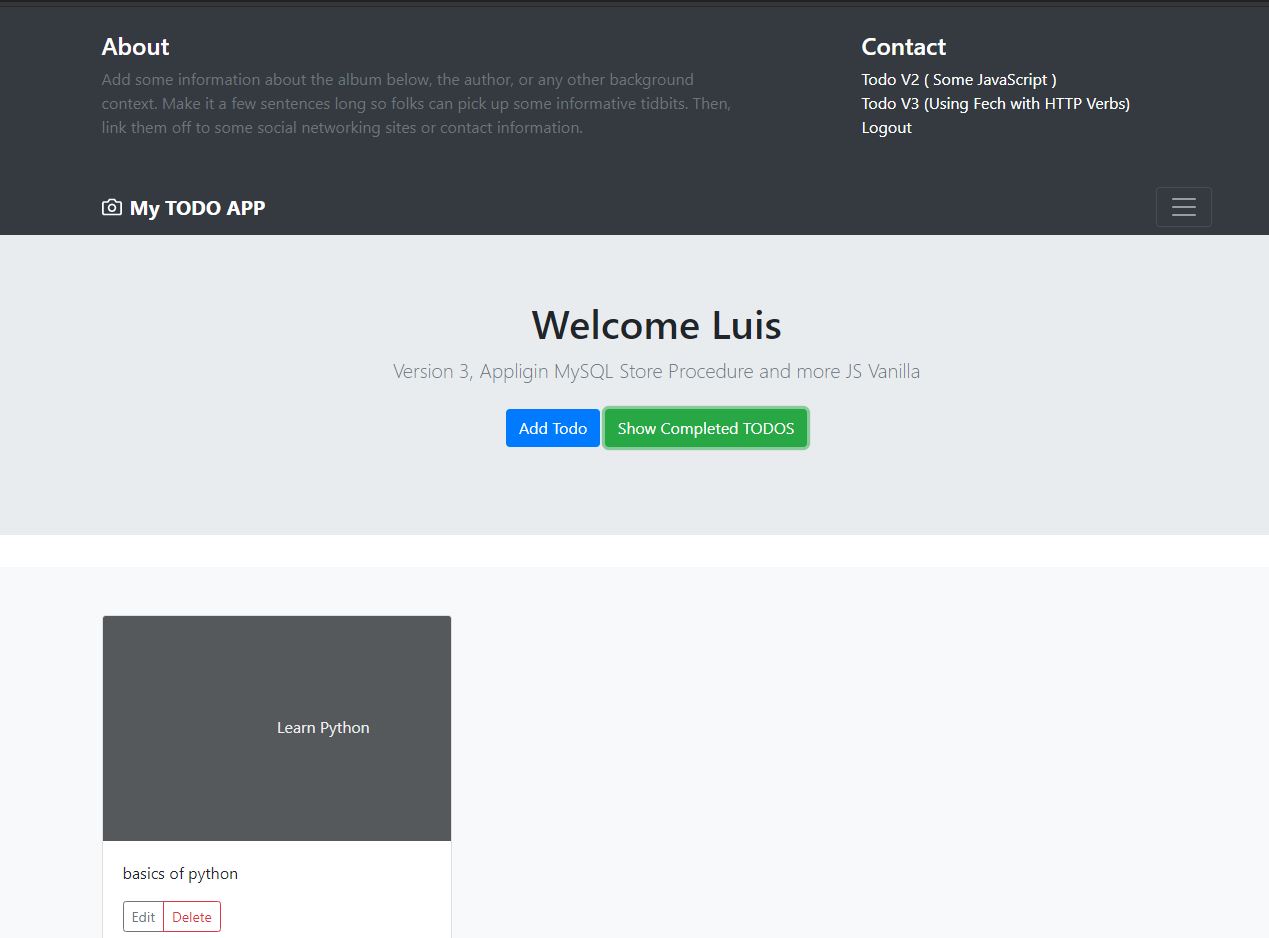 About
Add some information about the album below, the author, or any other background
context. Make it a few sentences long so folks can pick up some informative tidbits. Then,
link them off to some social networking sites or contact information.
Contact
Todo V2 ( Some JavaScript )
Todo V3 (Using Fech with HTTP Verbs)
Logout
My TODO APP
Welcome Luis
Version 3, Appligin MySQL Store Procedure and more JS Vanilla
Add Todo
Show Completed TODOS
Learn Python
basics of python
Edit
Delete